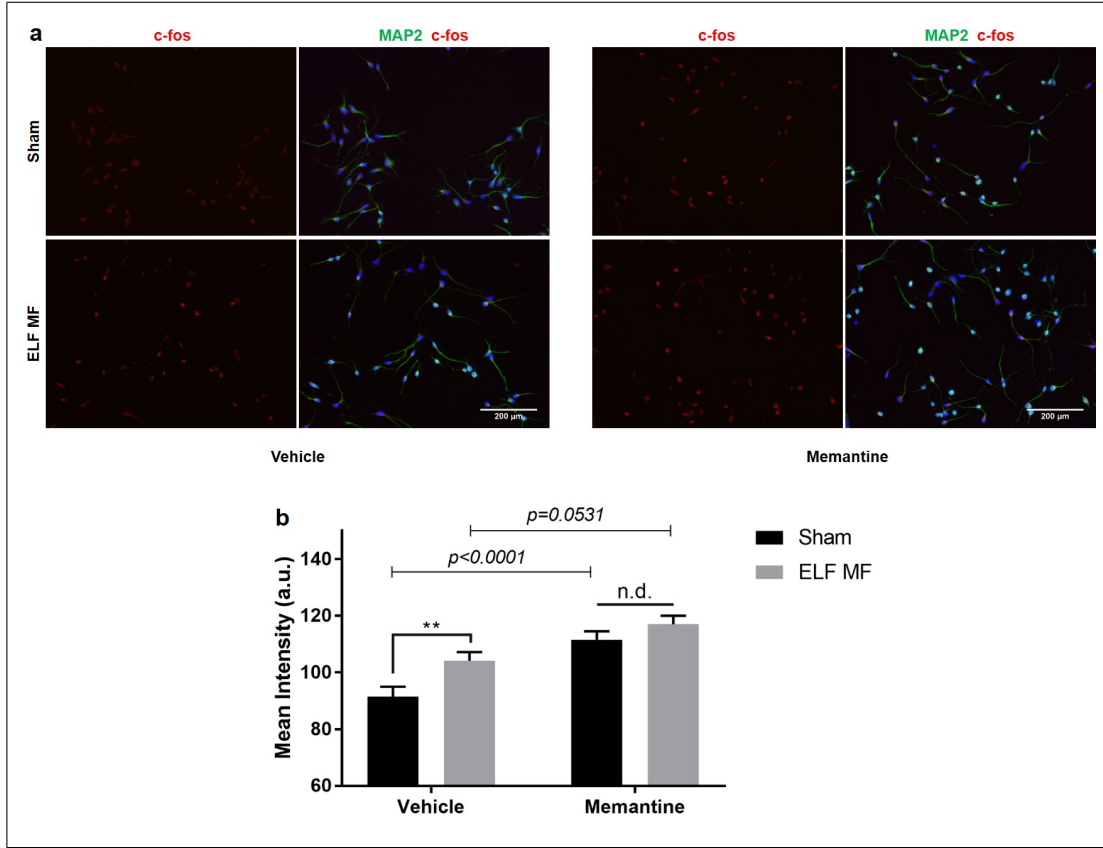 a
c-fos
MAP2 c-fos
c-fos
MAP2 c-fos
Sham
ELF MF
200 µm
200 µm
Vehicle
Memantine
b
p=0.0531
p<0.0001
n.d.
**
Sham
ELF MF
Mean Intensity (a.u.)
140
120
100
80
60
Vehicle
Memantine